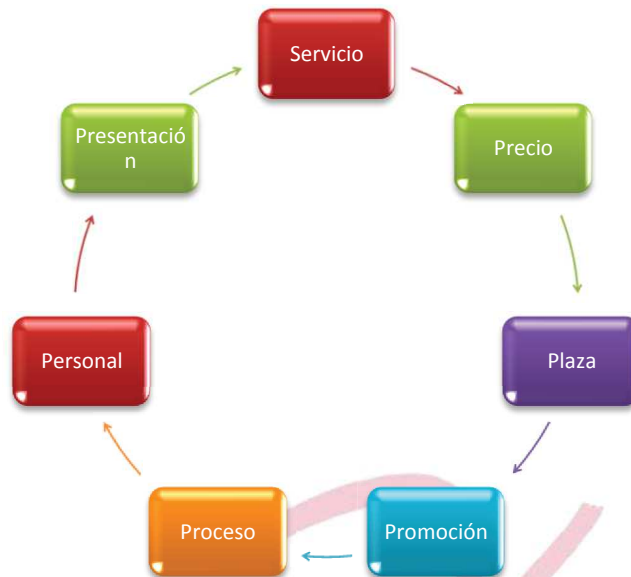 Servicio
Precio
Plaza
Promoción
Proceso
Personal
Presentació
n